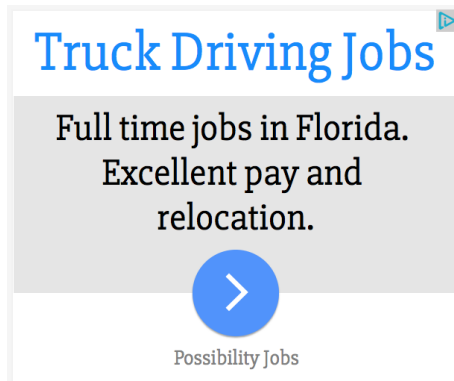 Truck Driving Jobs
Full time jobs in Florida.
Excellent pay and
relocation.
Possibility Jobs